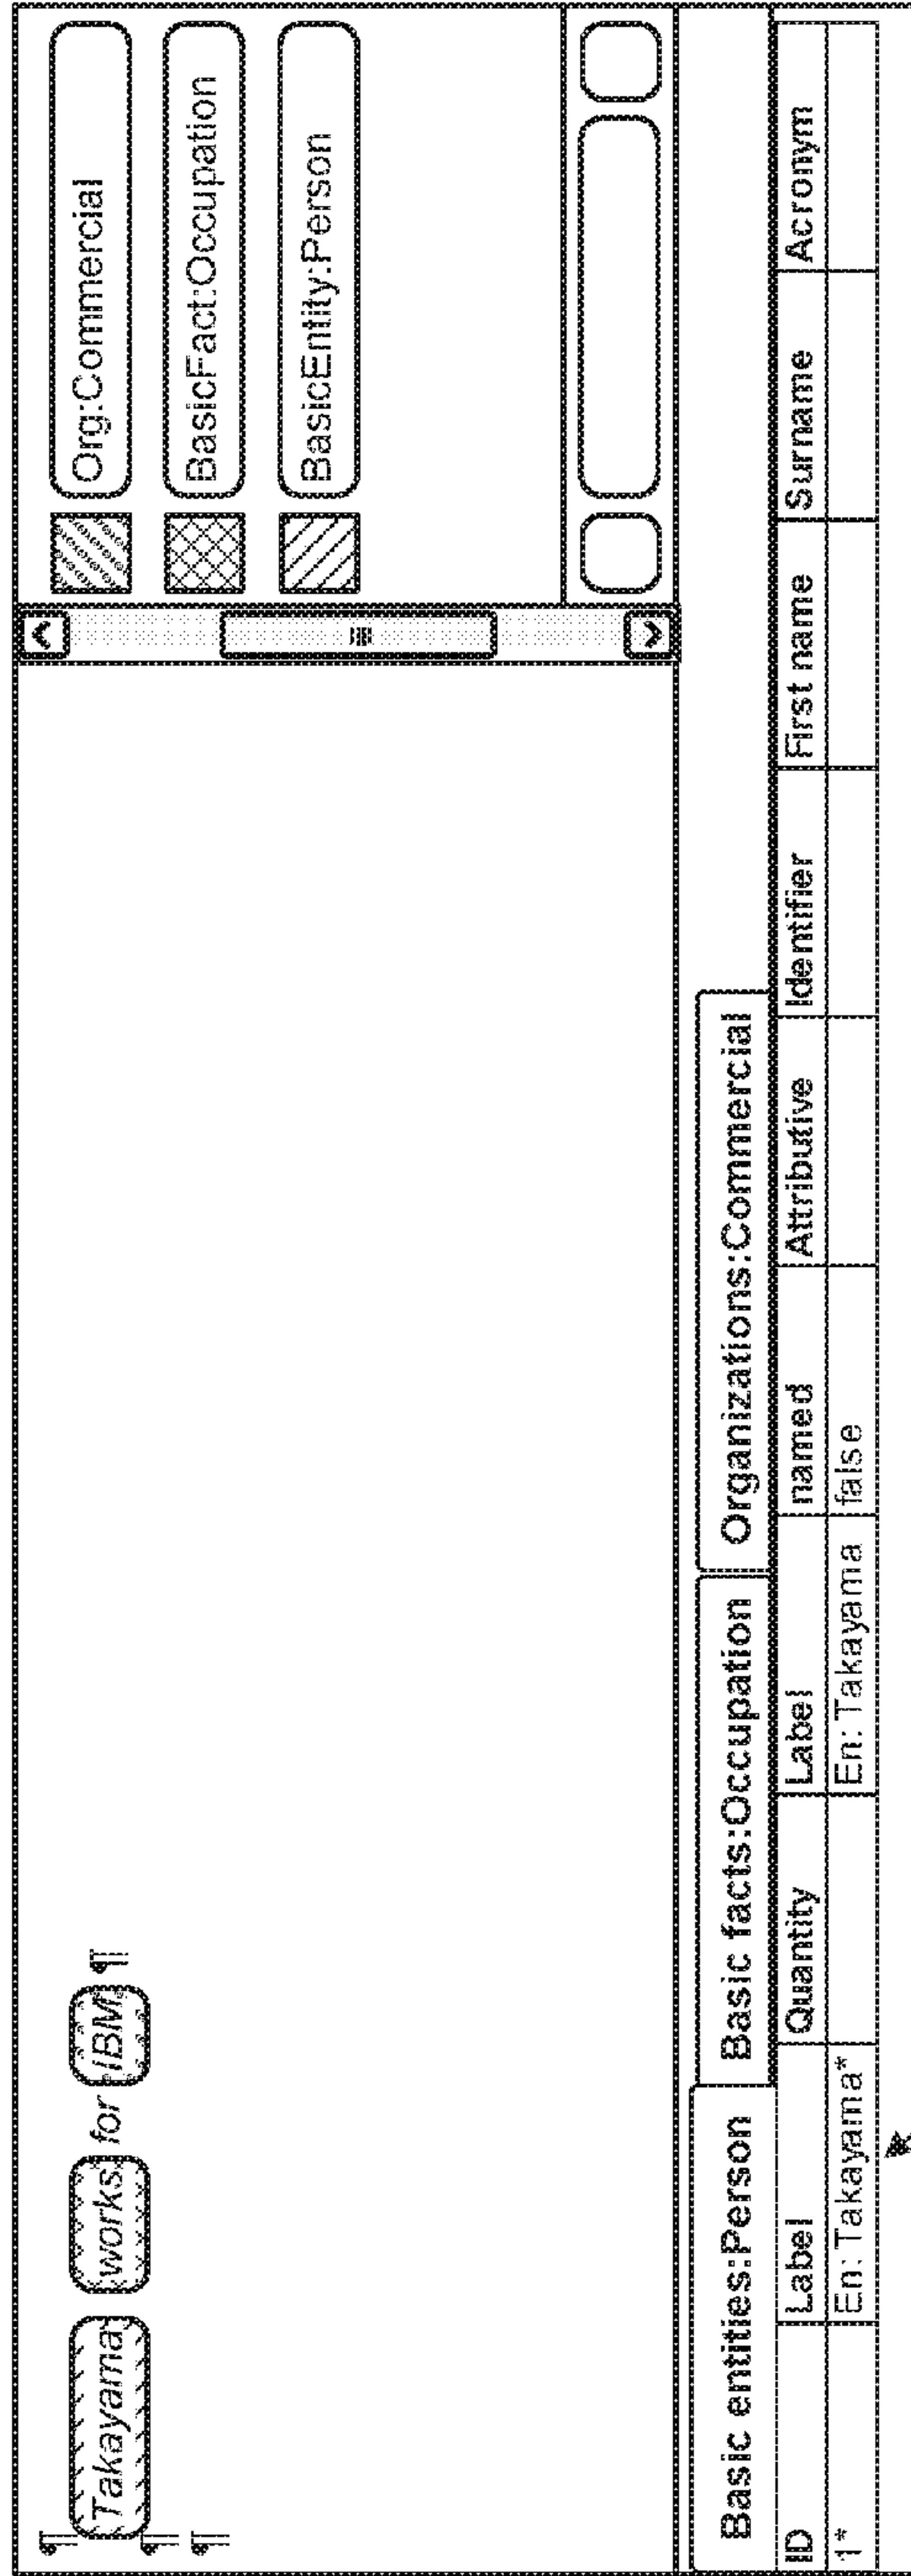 ¶
Takayama works for IBM ¶
¶
¶
Org:Commercial
BasicFact:Occupation
BasicEntity:Person
Basic entities:Person Basic facts:Occupation Organizations:Commercial
ID Label Quantity Label named Attributive Identifier First name Surname Acronym
1* En: Takayama* En: Takayama false